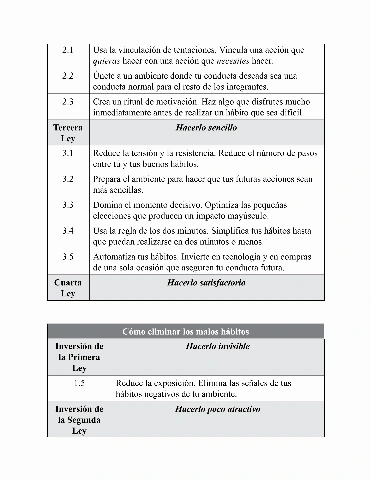 2.1 Usa la vinculación de tentaciones. Vincula una acción que
quieras hacer con una acción que necesites hacer.
2.2 Únete a un ambiente donde tu conducta deseada sea una
conducta normal para el resto de los integrantes.
2.3 Crea un ritual de motivación. Haz algo que disfrutes mucho
inmediatamente antes de realizar un hábito que sea difícil.
Tercera Hacerlo sencillo
Ley
3.1 Reduce la tensión y la resistencia. Reduce el número de pasos
entre tu y tus buenos hábitos.
3.2 Prepara el ambiente para hacer que tus futuras acciones sean
más sencillas.
3.3 Domina el momento decisivo. Optimiza las pequeñas
elecciones que producen un impacto mayúsculo.
3.4 Usa la regla de los dos minutos. Simplifica tus hábitos hasta
que puedan realizarse en dos minutos o menos.
3.5 Automatiza tus hábitos. Invierte en tecnología y en compras
de una sola ocasión que aseguren tu conducta futura.
Cuarta Hacerlo satisfactorio
Ley
Cómo eliminar los malos hábitos
Inversión de Hacerlo invisible
la Primera
Ley
1.5 Reduce la exposición. Elimina las señales de tus
hábitos negativos de tu ambiente.
Inversión de Hacerlo poco atractivo
la Segunda
Ley